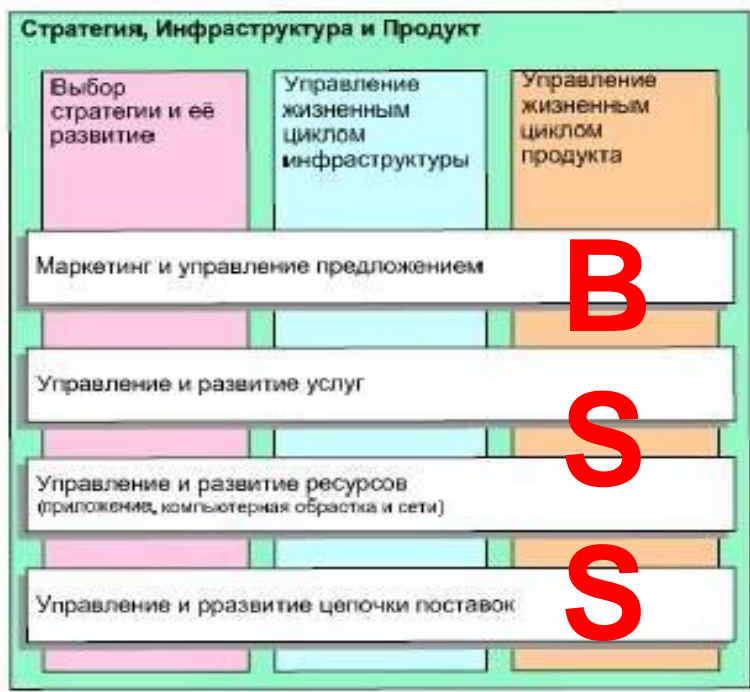 Стратегия, Инфраструктура и Продукт
Выбор
стратегии и её
развитие
Управление
жизненным
циклом
инфраструктуры
Управление
жизненным
циклом
продукта
Маркетинг и управление предложением
B
Управление и развитие услуг
S
Управление и развитие ресурсов
(приложение, компьютерная обрастка и сети)
S
Управление и рразвитие цепочки поставок